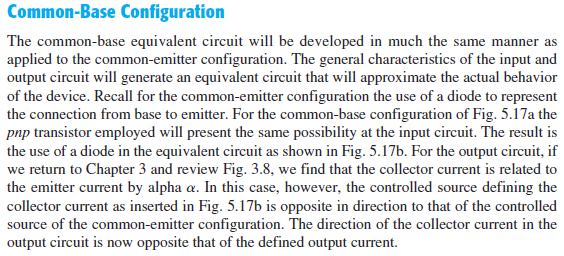 Common-Base Configuration
The common-base equivalent circuit will be developed in much the same manner as
applied to the common-emitter configuration. The general characteristics of the input and
output circuit will generate an equivalent circuit that will approximate the actual behavior
of the device. Recall for the common-emitter configuration the use of a diode to represent
the connection from base to emitter. For the common-base configuration of Fig. 5.17a the
pnp transistor employed will present the same possibility at the input circuit. The result is
the use of a diode in the equivalent circuit as shown in Fig. 5.17b. For the output circuit, if
we return to Chapter 3 and review Fig. 3.8, we find that the collector current is related to
the emitter current by alpha α. In this case, however, the controlled source defining the
collector current as inserted in Fig. 5.17b is opposite in direction to that of the controlled
source of the common-emitter configuration. The direction of the collector current in the
output circuit is now opposite that of the defined output current.